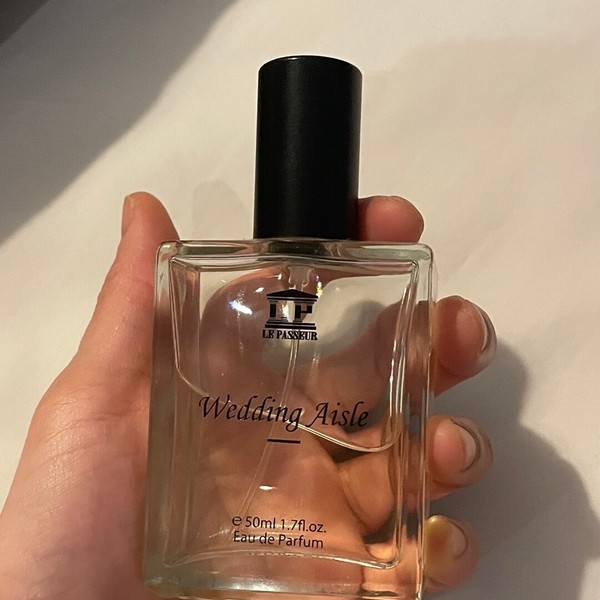 LP
LE PASSEUR
Wedding Aisle
℮ 50ml 1.7fl.oz.
Eau de Parfum